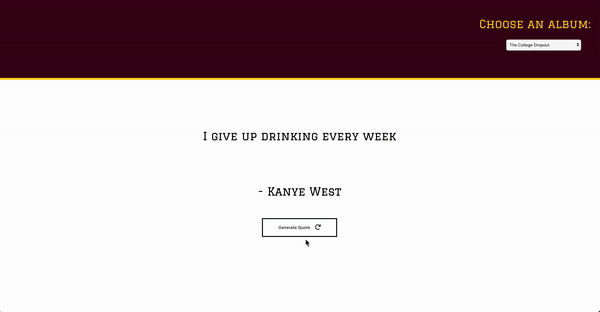 Choose an album:
The College Dropout
I give up drinking every week
- Kanye West
Generate Quote